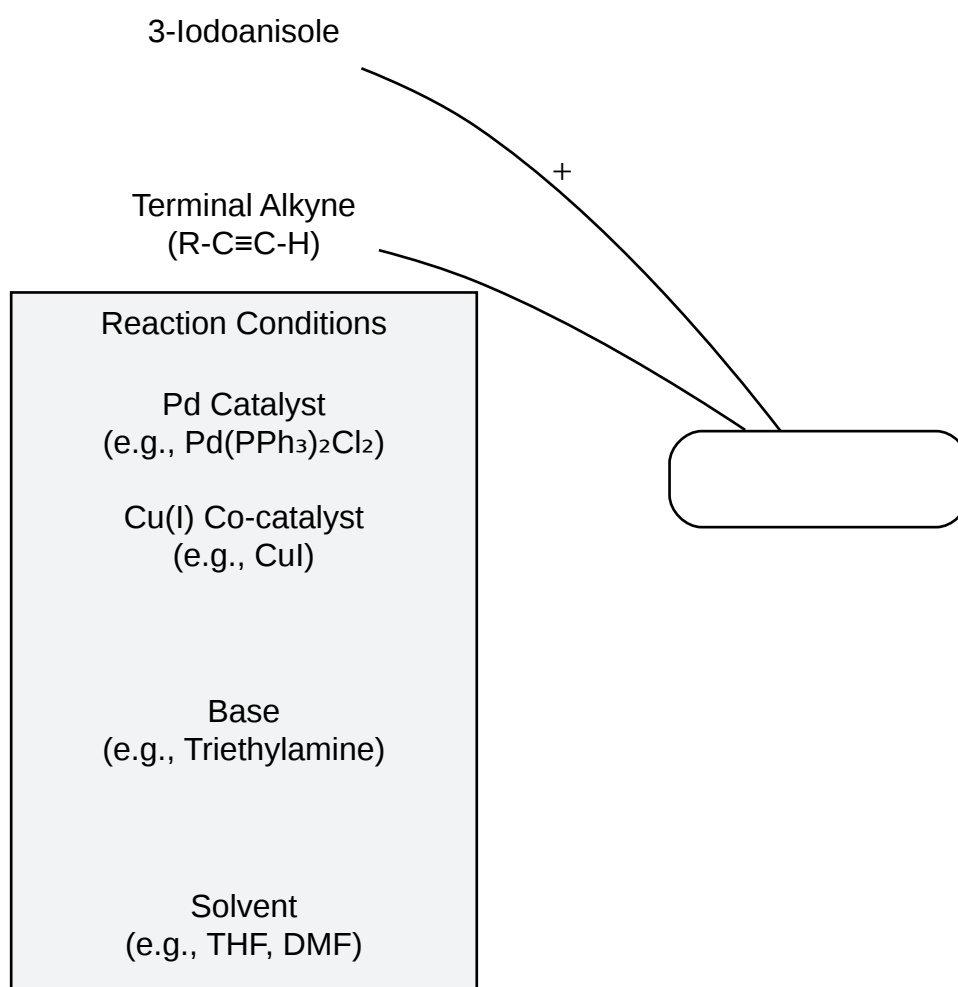 3-Iodoanisole
+
Terminal Alkyne
(R-C≡C-H)
Reaction Conditions
Pd Catalyst
(e.g., Pd(PPh₃)₂Cl₂)
Cu(I) Co-catalyst
(e.g., CuI)
Base
(e.g., Triethylamine)
Solvent
(e.g., THF, DMF)